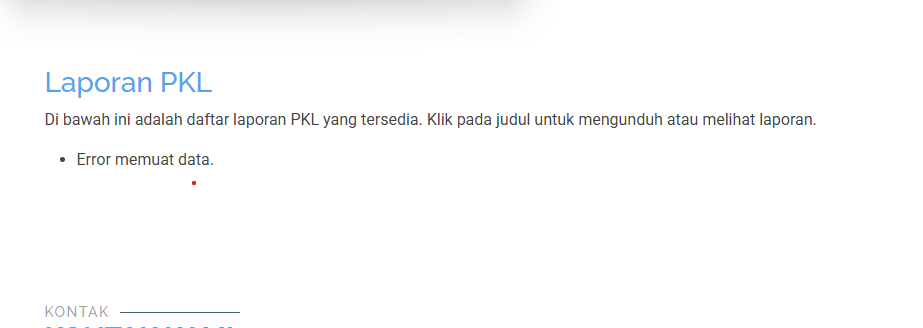 Laporan PKL
Di bawah ini adalah daftar laporan PKL yang tersedia. Klik pada judul untuk mengunduh atau melihat laporan.
Error memuat data.
KONTAK